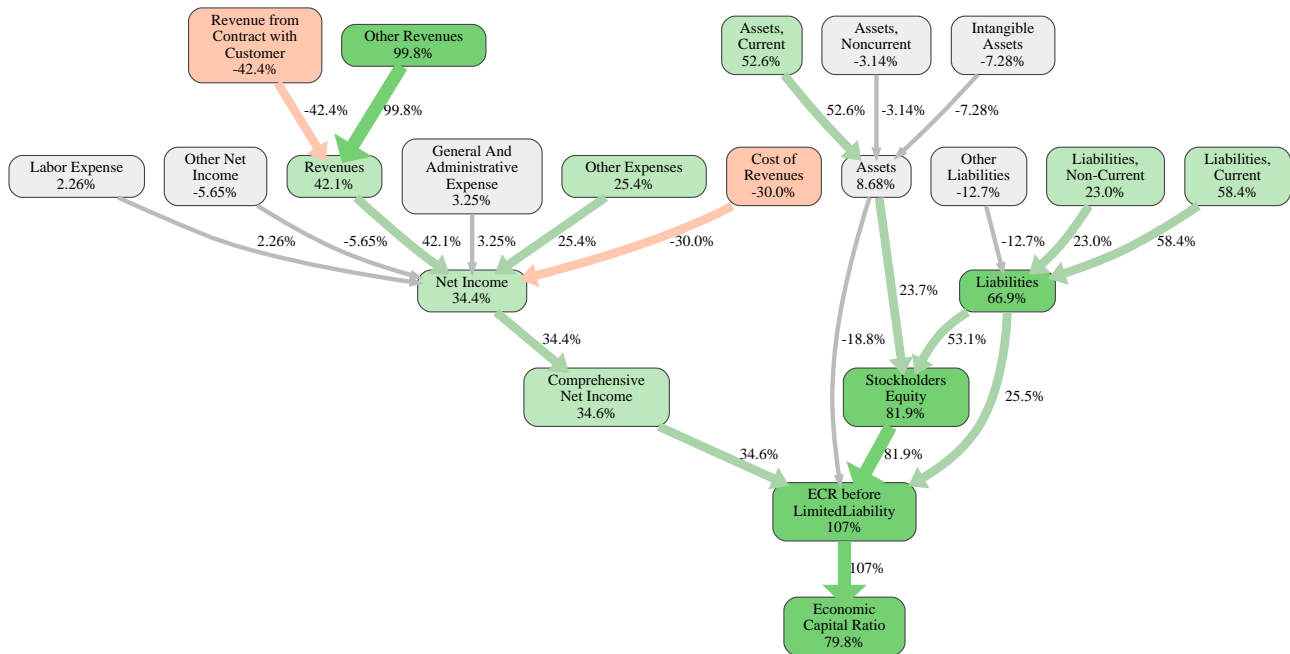 Revenue from
Contract with
Customer
-42.4%
Other Revenues
99.8%
Assets,
Current
52.6%
Assets,
Noncurrent
-3.14%
Intangible
Assets
-7.28%
-42.4%
99.8%
52.6%
-3.14%
-7.28%
Labor Expense
2.26%
Other Net
Income
-5.65%
Revenues
42.1%
General And
Administrative
Expense
3.25%
Other Expenses
25.4%
Cost of
Revenues
-30.0%
Assets
8.68%
Other
Liabilities
-12.7%
Liabilities,
Non-Current
23.0%
Liabilities,
Current
58.4%
2.26%
-5.65%
42.1%
3.25%
25.4%
-30.0%
-12.7%
23.0%
58.4%
Net Income
34.4%
23.7%
Liabilities
66.9%
34.4%
-18.8%
53.1%
Comprehensive
Net Income
34.6%
Stockholders
Equity
81.9%
25.5%
34.6%
81.9%
ECR before
LimitedLiability
107%
107%
Economic
Capital Ratio
79.8%